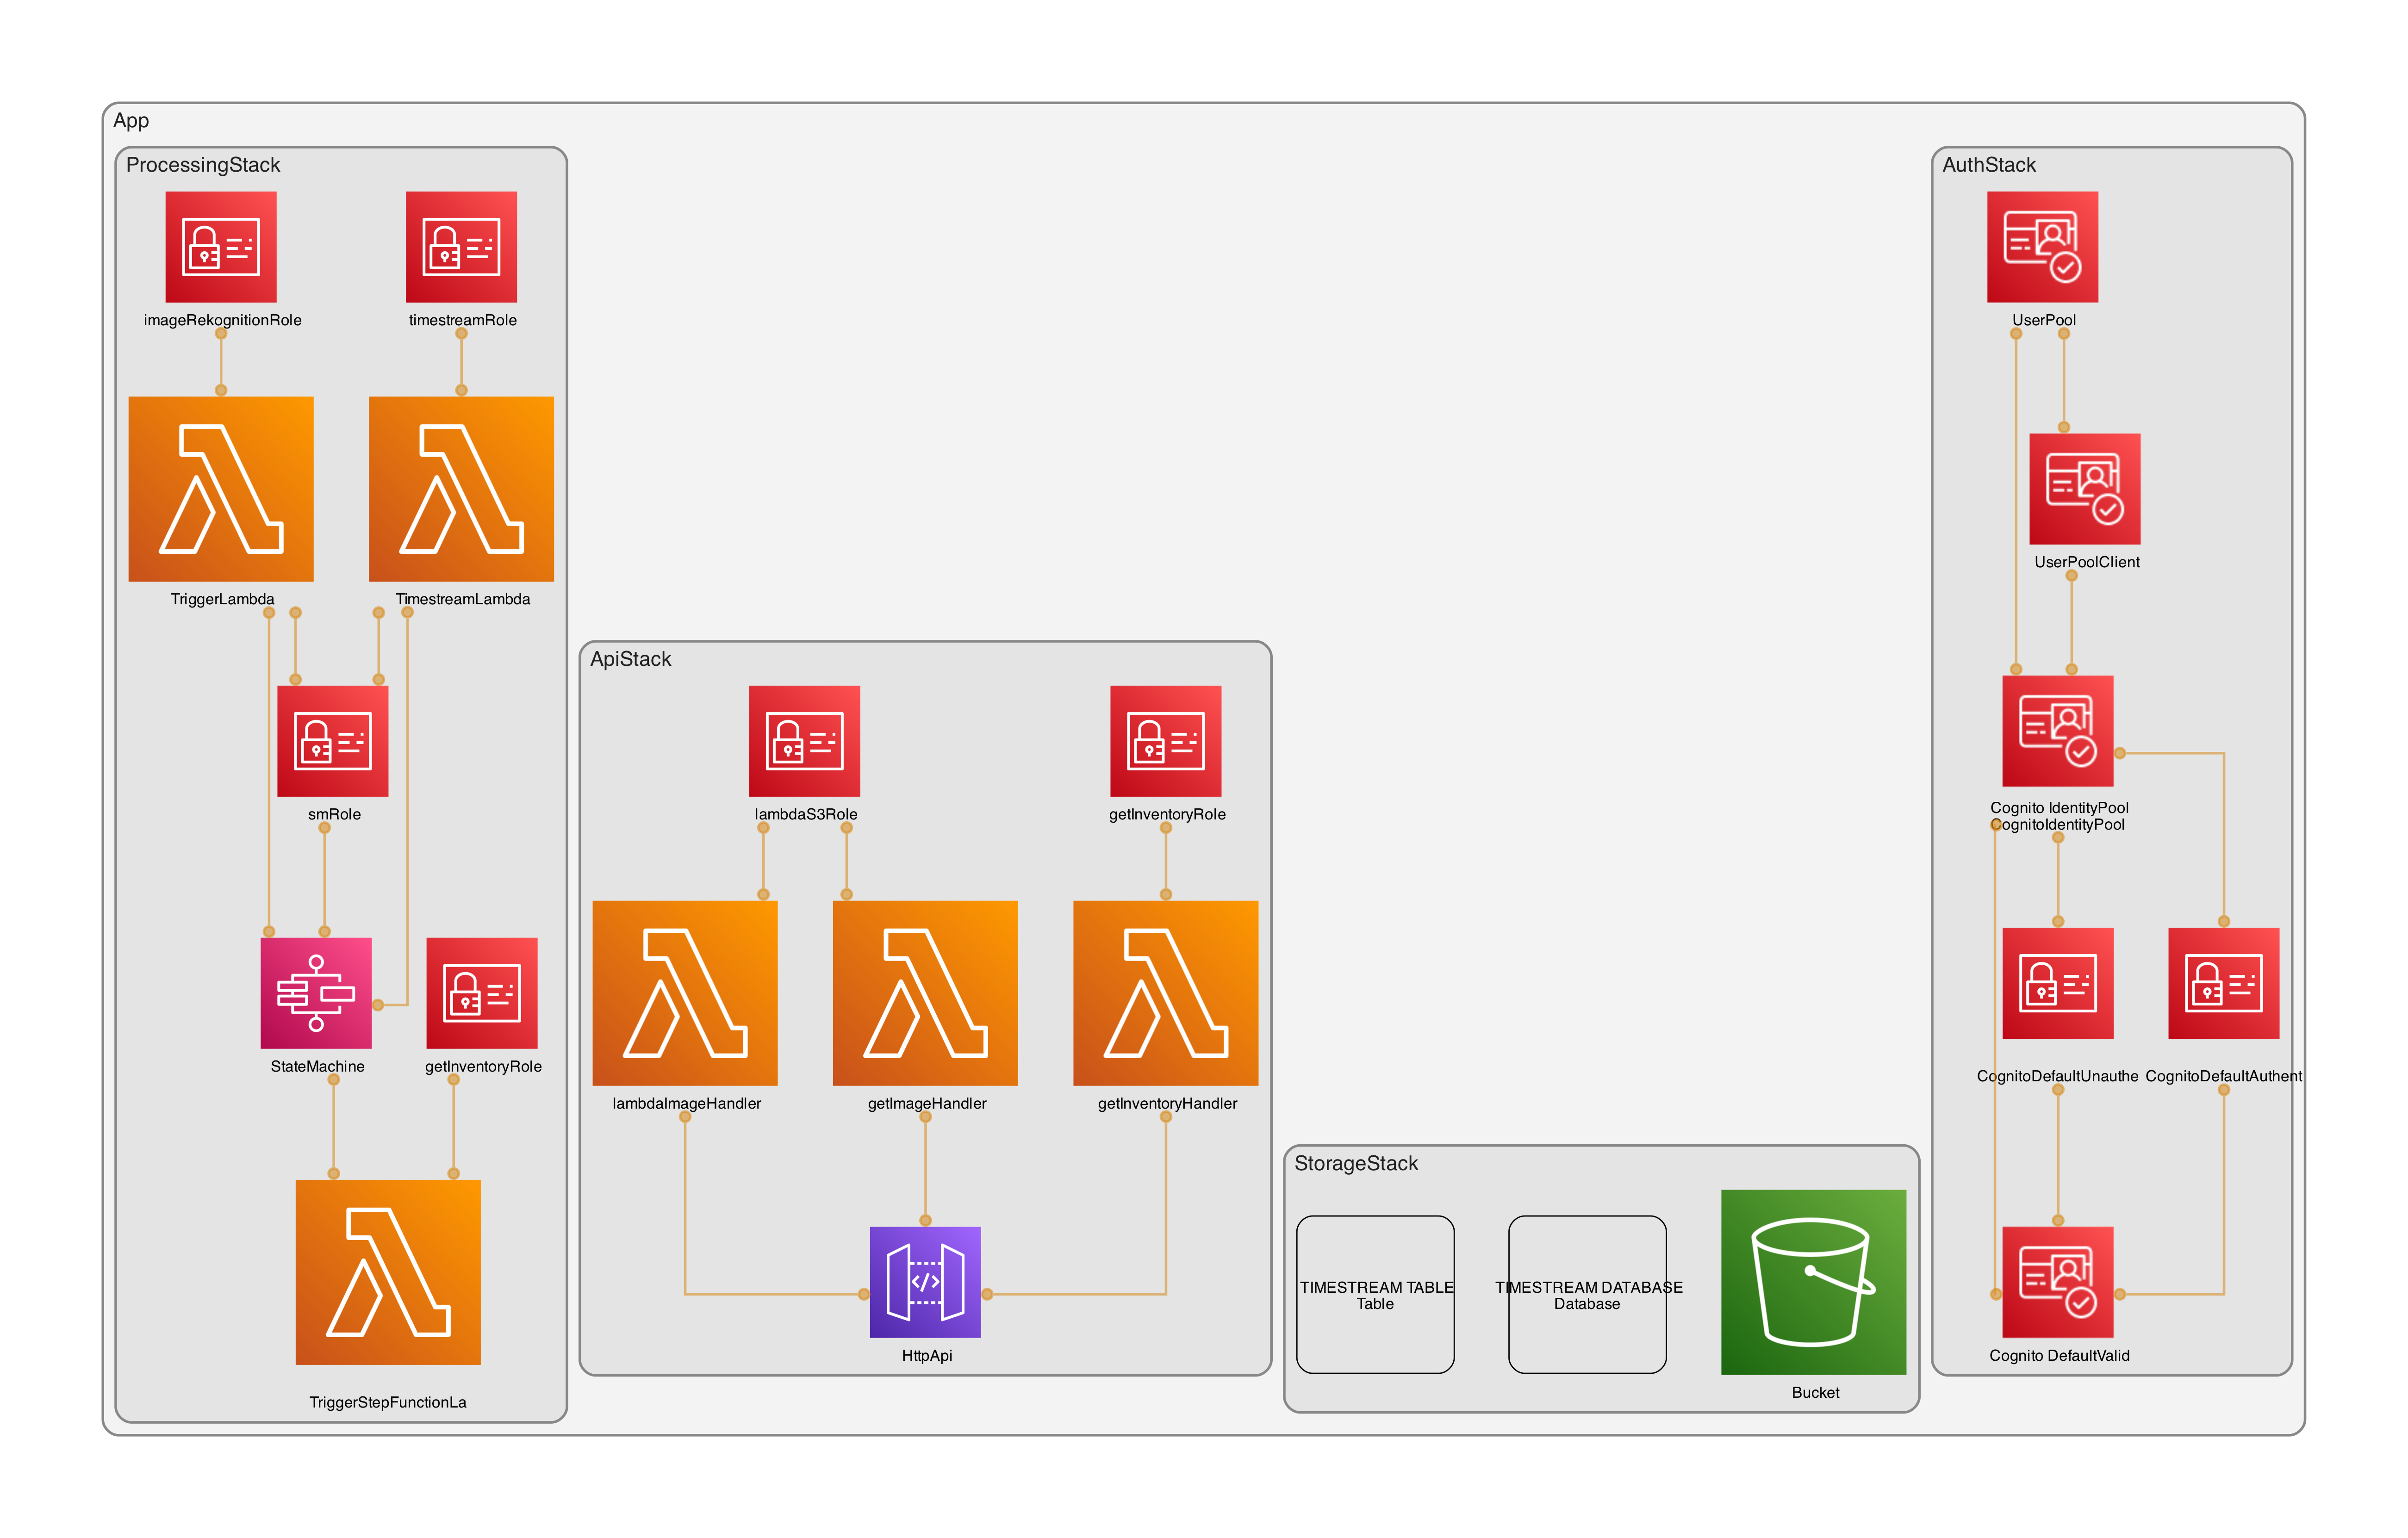 App
ProcessingStack
imageRekognitionRole
timestreamRole
TriggerLambda
TimestreamLambda
smRole
StateMachine
getInventoryRole
TriggerStepFunctionLa
ApiStack
lambdaS3Role
getInventoryRole
lambdaImageHandler
getImageHandler
getInventoryHandler
HttpApi
StorageStack
TIMESTREAM TABLE
Table
TIMESTREAM DATABASE
Database
Bucket
AuthStack
UserPool
UserPoolClient
Cognito IdentityPool
CognitoIdentityPool
CognitoDefaultUnauthe
CognitoDefaultAuthent
Cognito DefaultValid